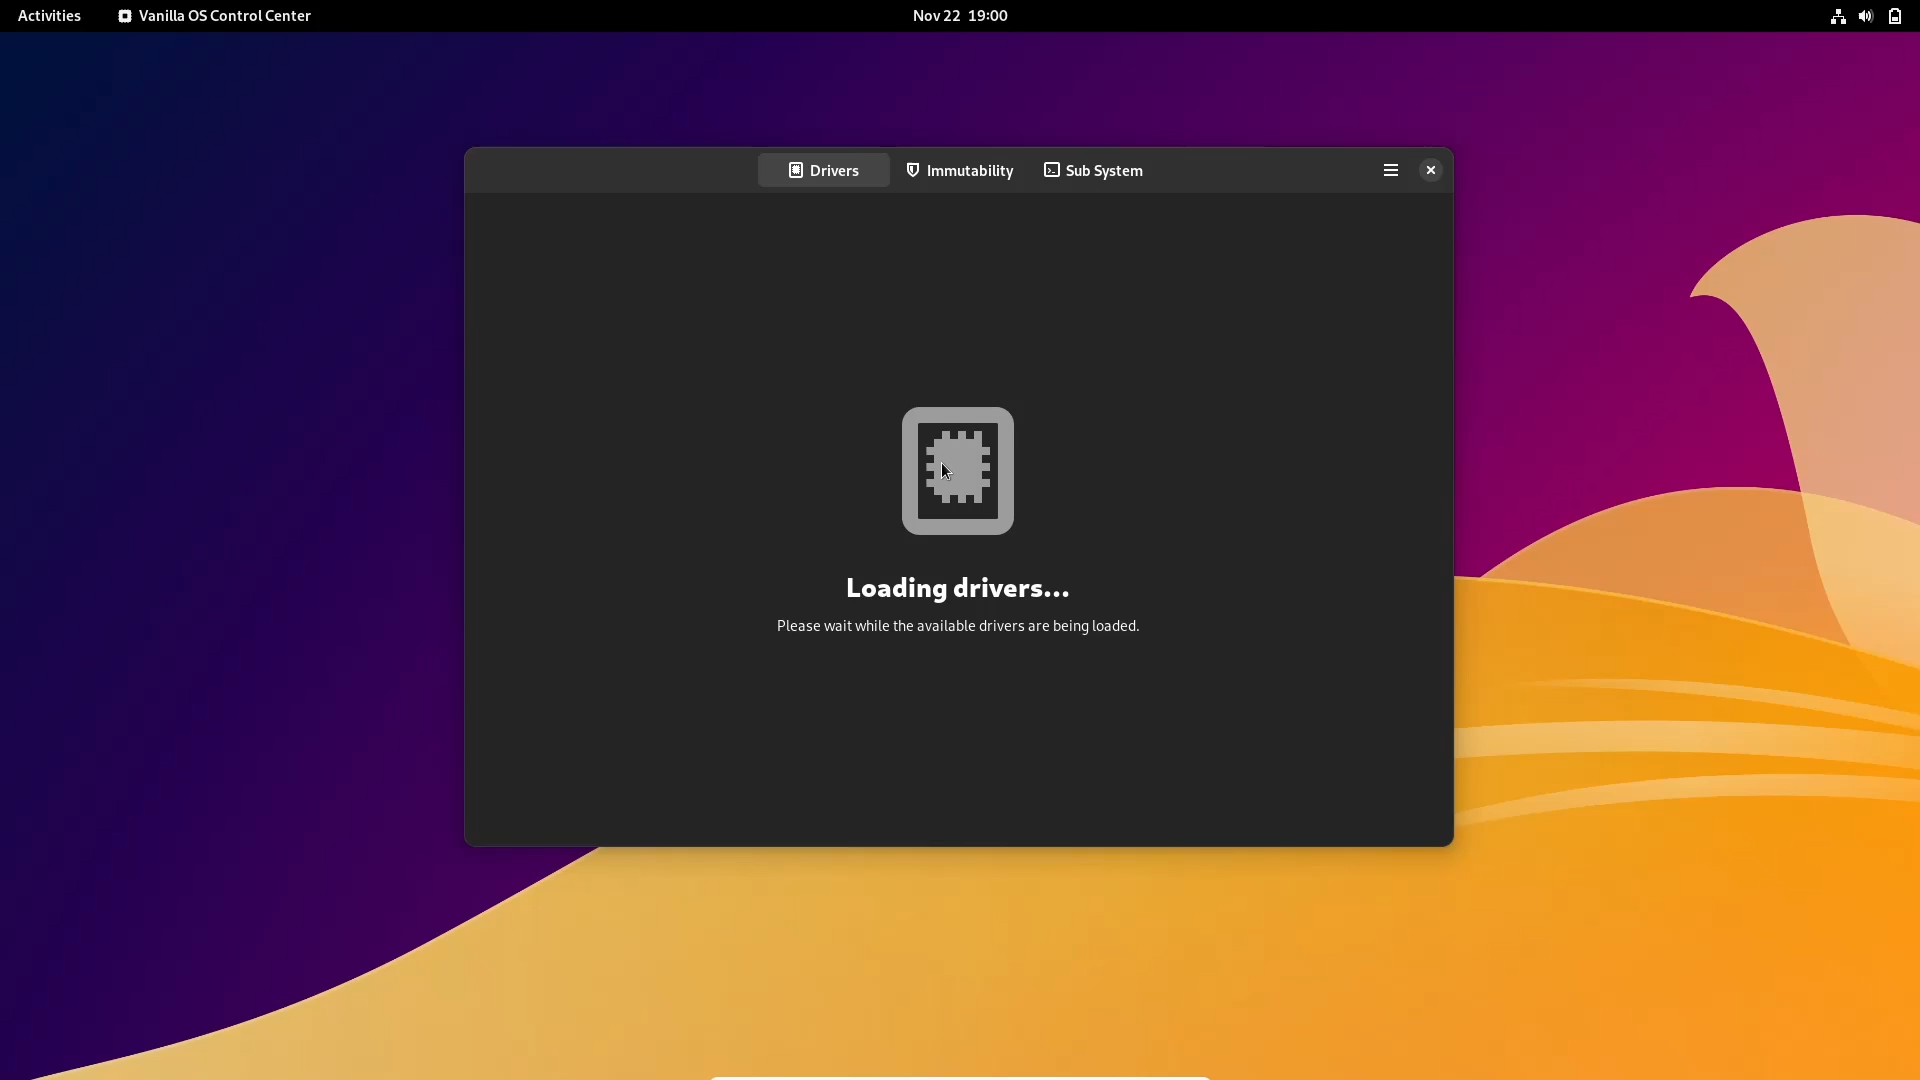 Activities Vanilla OS Control Center Nov 22 19:00
Drivers Immutability Sub System
Loading drivers...
Please wait while the available drivers are being loaded.